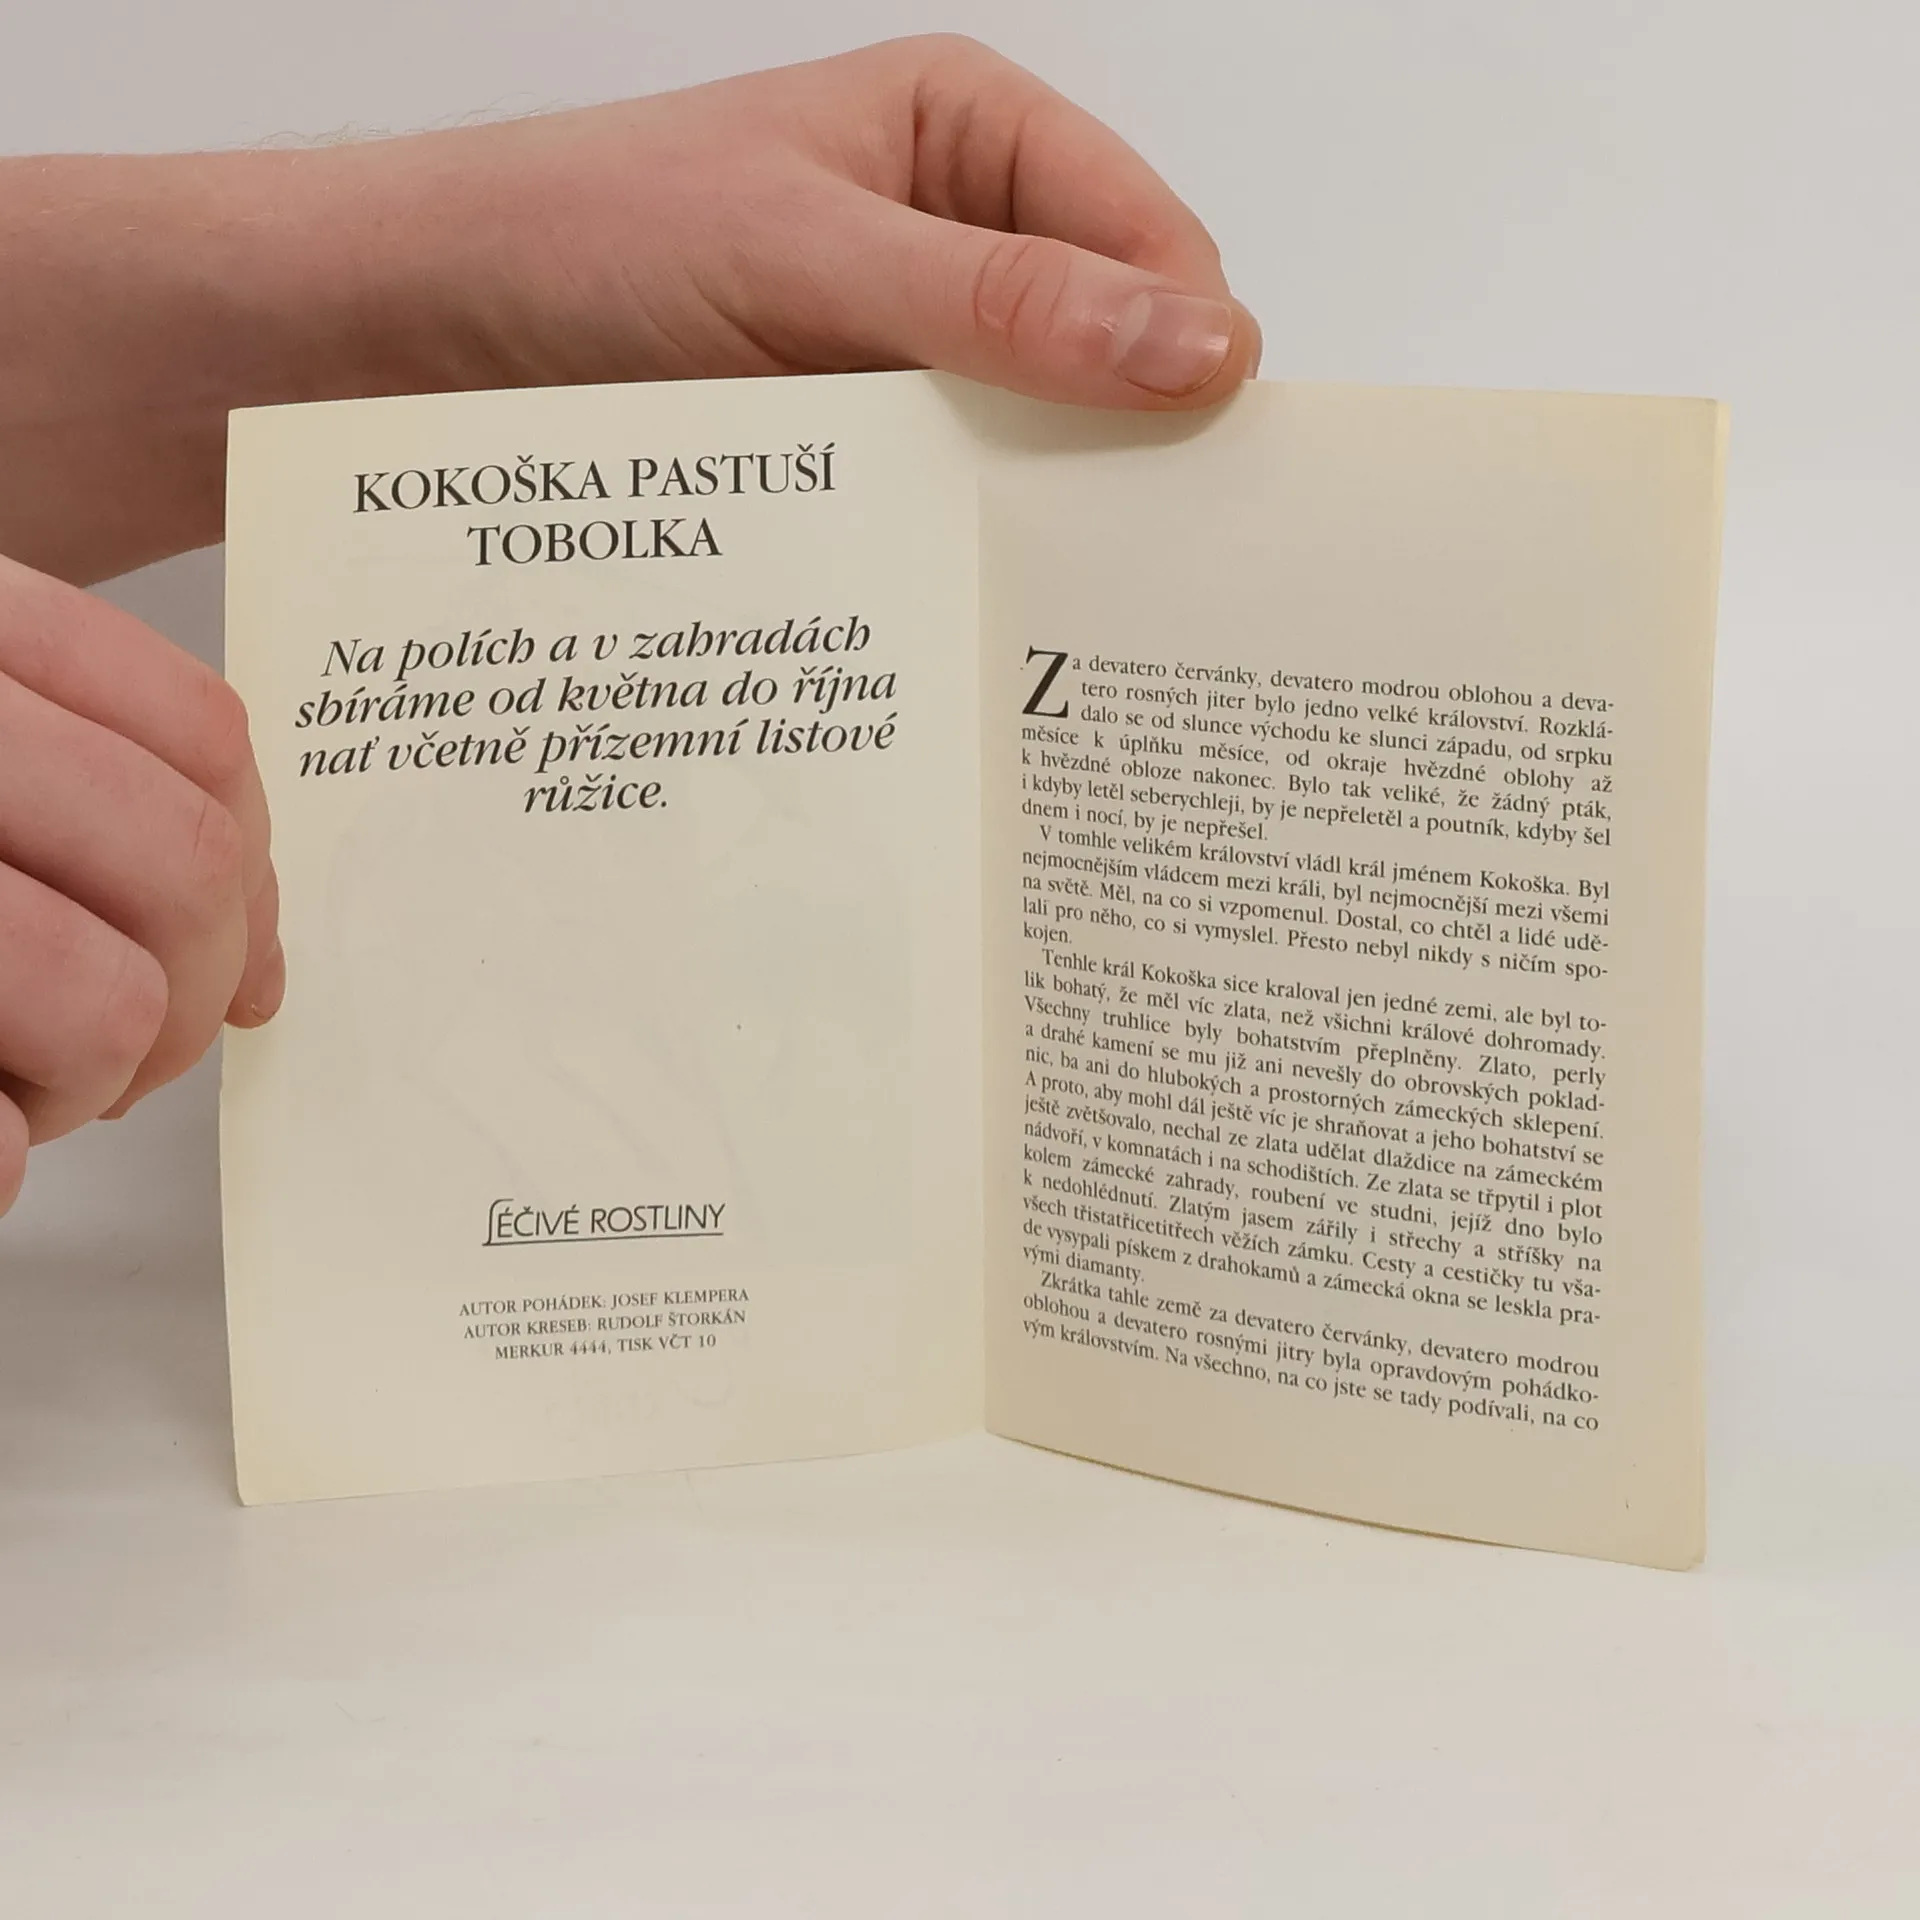 KOKOŠKA PASTUŠÍ
TOBOLKA
Na polích a v zahradách
sbíráme od května do října
nať včetně přízemní listové
růžice.
LÉČIVÉ ROSTLINY
AUTOR POHÁDEK: JOSEF KLEMPERA
AUTOR KRESEB: RUDOLF ŠTORKÁN
MERKUR 4444, TISK VČT 10
Za devatero červánky, devatero modrou oblohou a deva-
tero rosných jiter bylo jedno velké království. Rozklá-
dalo se od slunce východu ke slunci západu, od srpku
měsíce k úplňku měsíce, od okraje hvězdné oblohy až
k hvězdné obloze nakonec. Bylo tak veliké, že žádný pták,
i kdyby letěl seberychleji, by je nepřeletěl a poutník, kdyby šel
dnem i nocí, by je nepřešel.
V tomhle velikém království vládl král jménem Kokoška. Byl
nejmocnějším vládcem mezi králi, byl nejmocnější mezi všemi
na světě. Měl, na co si vzpomenul. Dostal, co chtěl a lidé udě-
lali pro něho, co si vymyslel. Přesto nebyl nikdy s ničím spo-
kojen.
Tenhle král Kokoška sice kraloval jen jedné zemi, ale byl to-
lik bohatý, že měl víc zlata, než všichni králové dohromady.
Všechny truhlice byly bohatstvím přeplněny. Zlato, perly
a drahé kamení se mu již ani nevešly do obrovských poklad-
nic, ba ani do hlubokých a prostorných zámeckých sklepení.
A proto, aby mohl dál ještě víc je shraňovat a jeho bohatství se
ještě zvětšovalo, nechal ze zlata udělat dlaždice na zámeckém
nádvoří, v komnatách i na schodištích. Ze zlata se třpytil i plot
kolem zámecké zahrady, roubení ve studni, jejíž dno bylo
k nedohlédnutí. Zlatým jasem zářily i střechy a stříšky na
všech třistatřicetitřech věžích zámku. Cesty a cestičky tu vša-
de vysypali pískem z drahokamů a zámecká okna se leskla pra-
vými diamanty.
Zkrátka tahle země za devatero červánky, devatero modrou
oblohou a devatero rosnými jitry byla opravdovým pohádko-
vým královstvím. Na všechno, na co jste se tady podívali, na co